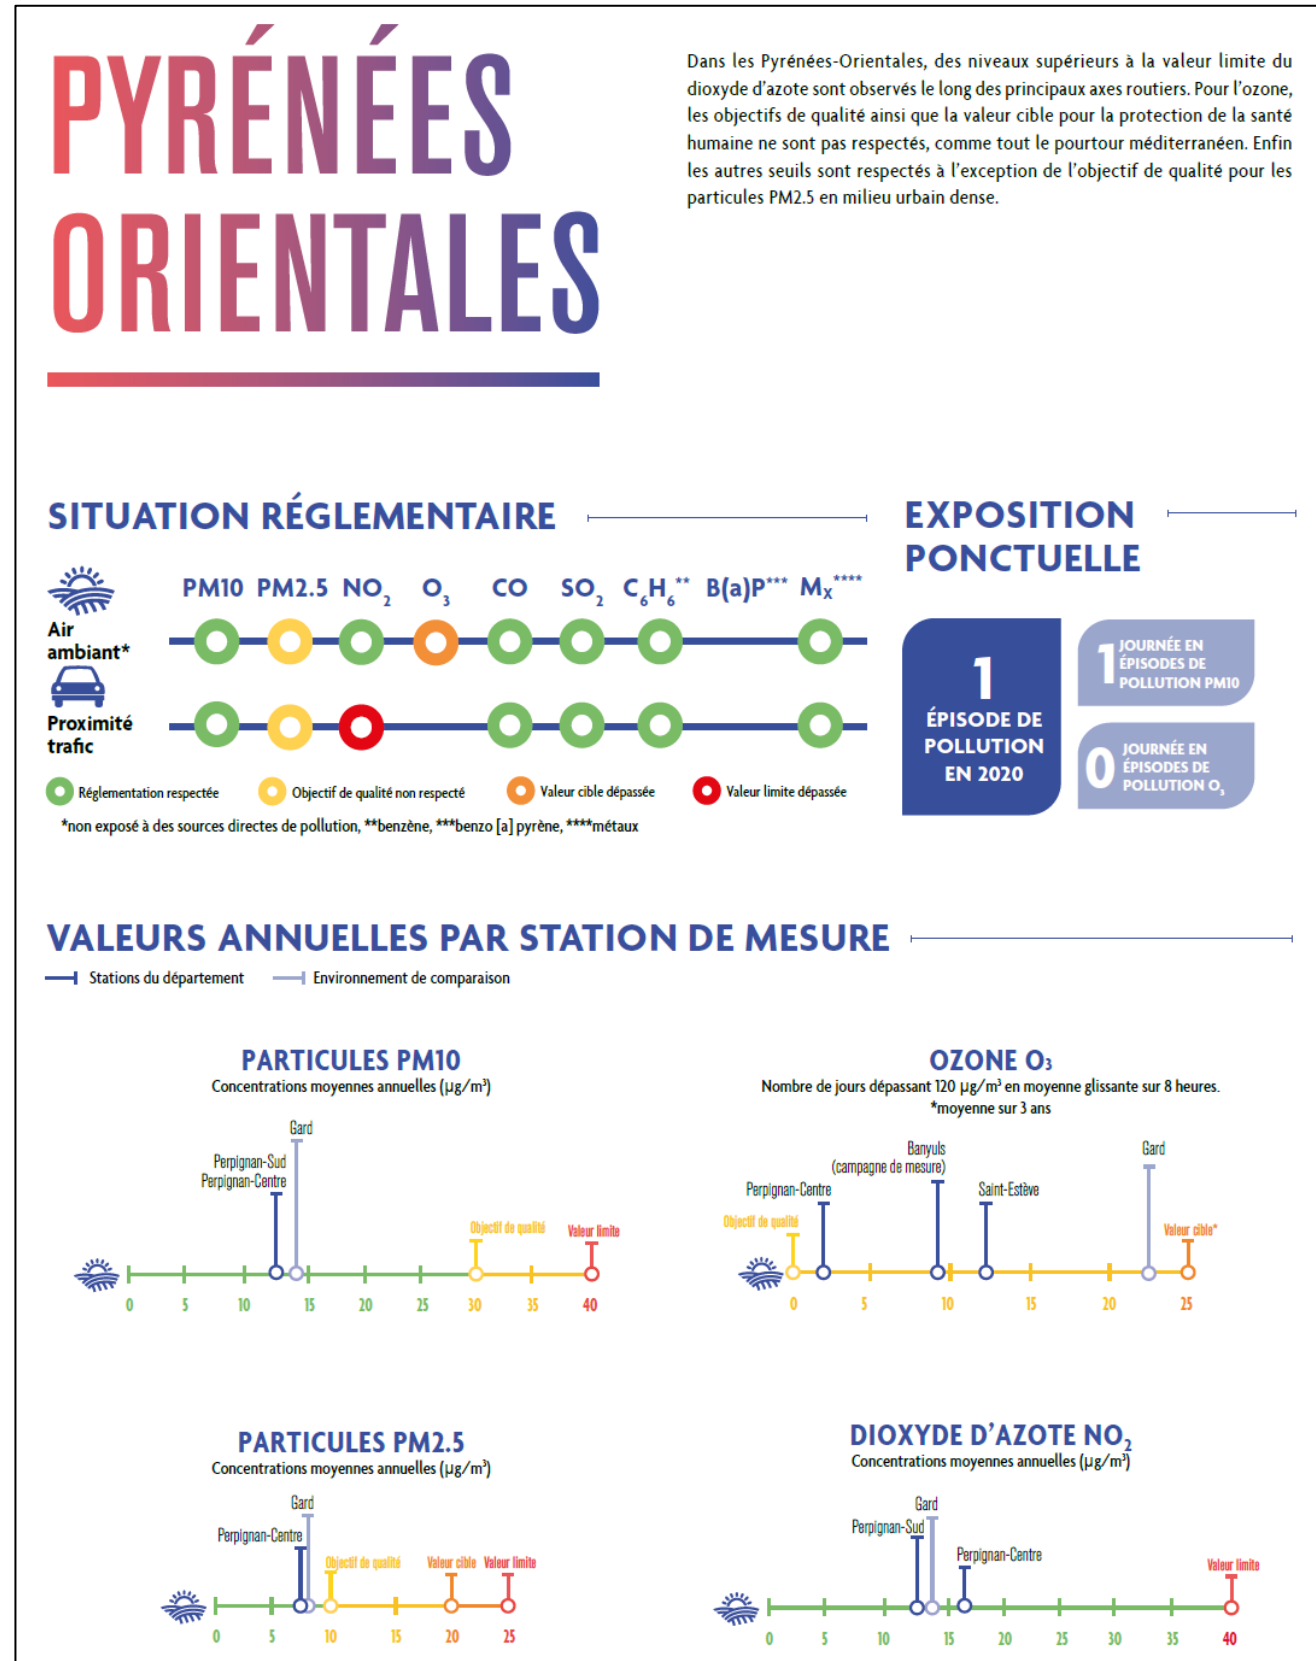 PYRÉNÉES
ORIENTALES
Dans les Pyrénées-Orientales, des niveaux supérieurs à la valeur limite du
dioxyde d'azote sont observés le long des principaux axes routiers. Pour l'ozone,
les objectifs de qualité ainsi que la valeur cible pour la protection de la santé
humaine ne sont pas respectés, comme tout le pourtour méditerranéen. Enfin
les autres seuils sont respectés à l'exception de l'objectif de qualité pour les
particules PM2.5 en milieu urbain dense.
SITUATION RÉGLEMENTAIRE
PM10 PM2.5 NO₂ O₃ CO SO₂ C₆H₆** B(a)P*** Mx****
Air
ambiant*
Proximité
trafic
Réglementation respectée
Objectif de qualité non respecté
Valeur cible dépassée
Valeur limite dépassée
*non exposé à des sources directes de pollution, **benzène, ***benzo [a] pyrène, ****métaux
EXPOSITION
PONCTUELLE
1
ÉPISODE DE
POLLUTION
EN 2020
1 JOURNÉE EN
ÉPISODES DE
POLLUTION PM10
0 JOURNÉE EN
ÉPISODES DE
POLLUTION O₃
VALEURS ANNUELLES PAR STATION DE MESURE
Stations du département
Environnement de comparaison
PARTICULES PM10
Concentrations moyennes annuelles (µg/m³)
Gard
Perpignan-Sud
Perpignan-Centre
Objectif de qualité
Valeur limite
0 5 10 15 20 25 30 35 40
OZONE O₃
Nombre de jours dépassant 120 µg/m³ en moyenne glissante sur 8 heures.
*moyenne sur 3 ans
Banyuls
(campagne de mesure)
Gard
Perpignan-Centre
Saint-Estève
Objectif de qualité
Valeur cible*
0 5 10 15 20 25
PARTICULES PM2.5
Concentrations moyennes annuelles (µg/m³)
Gard
Perpignan-Centre
Objectif de qualité
Valeur cible
Valeur limite
0 5 10 15 20 25
DIOXYDE D'AZOTE NO₂
Concentrations moyennes annuelles (µg/m³)
Gard
Perpignan-Sud
Perpignan-Centre
Valeur limite
0 5 10 15 20 25 30 35 40